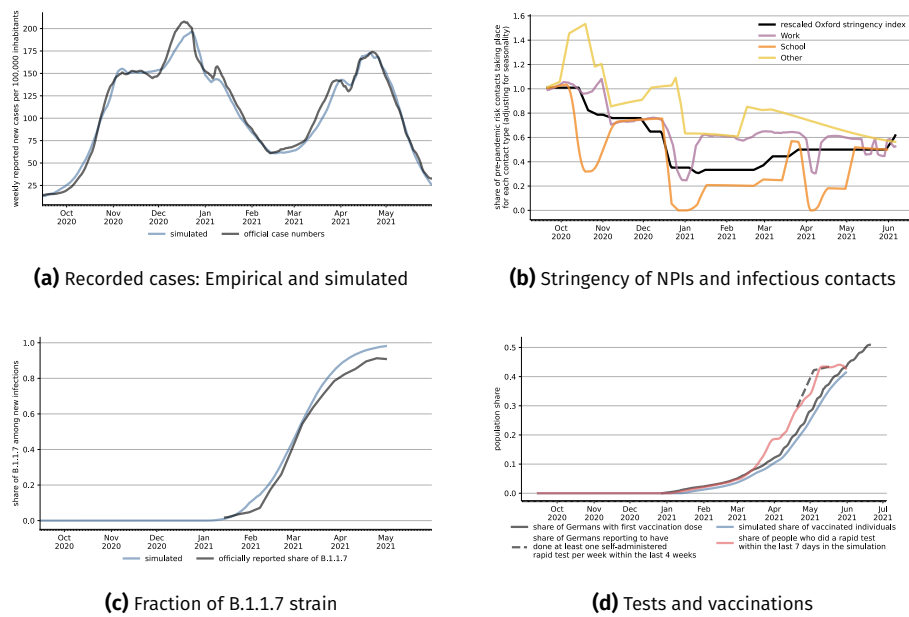 weekly reported new cases per 100,000 inhabitants
200
175
150
125
100
75
50
25
Oct 2020
Nov 2020
Dec 2020
Jan 2021
Feb 2021
Mar 2021
Apr 2021
May 2021
simulated
official case numbers
(a) Recorded cases: Empirical and simulated
share of pre-pandemic risk contacts taking place
for each contact type (adjusting for seasonality)
1.6
1.4
1.2
1.0
0.8
0.6
0.4
0.2
0.0
rescaled Oxford stringency index
Work
School
Other
Oct 2020
Nov 2020
Dec 2020
Jan 2021
Feb 2021
Mar 2021
Apr 2021
May 2021
Jun 2021
(b) Stringency of NPIs and infectious contacts
share of B.1.1.7 among new infections
1.0
0.8
0.6
0.4
0.2
0.0
Oct 2020
Nov 2020
Dec 2020
Jan 2021
Feb 2021
Mar 2021
Apr 2021
May 2021
simulated
officially reported share of B.1.1.7
(c) Fraction of B.1.1.7 strain
population share
0.5
0.4
0.3
0.2
0.1
0.0
Oct 2020
Nov 2020
Dec 2020
Jan 2021
Feb 2021
Mar 2021
Apr 2021
May 2021
Jun 2021
Jul 2021
share of Germans with first vaccination dose
share of Germans reporting to have
done at least one self-administered
rapid test per week within the last 4 weeks
simulated share of vaccinated individuals
share of people who did a rapid test
within the last 7 days in the simulation
(d) Tests and vaccinations